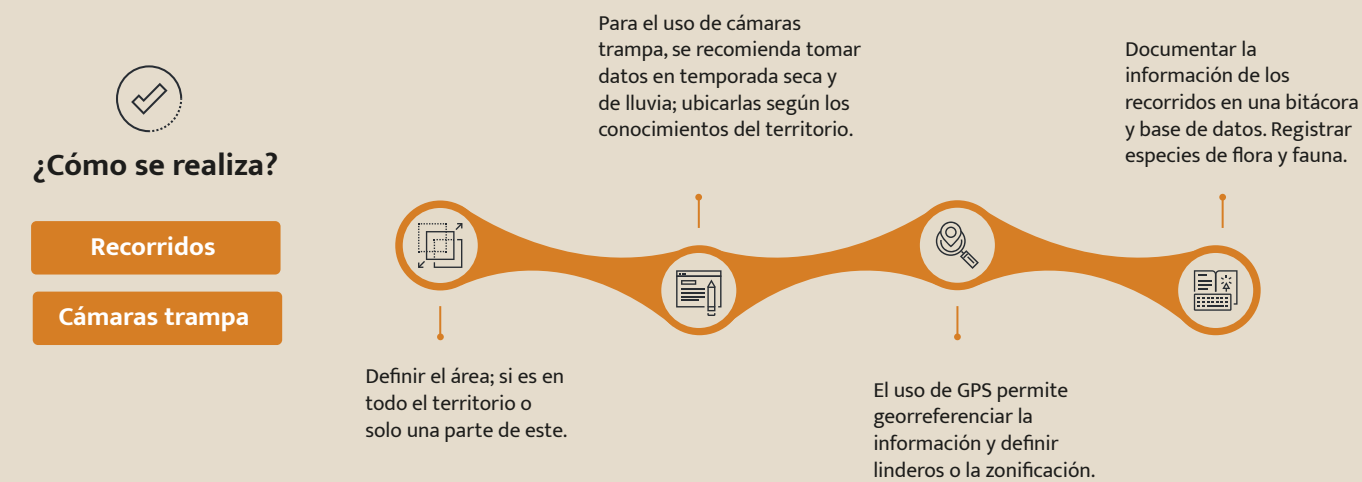 ¿Cómo se realiza?
Recorridos
Cámaras trampa
Definir el área; si es en
todo el territorio o
solo una parte de este.
Para el uso de cámaras
trampa, se recomienda tomar
datos en temporada seca y
de lluvia; ubicarlas según los
conocimientos del territorio.
El uso de GPS permite
georreferenciar la
información y definir
linderos o la zonificación.
Documentar la
información de los
recorridos en una bitácora
y base de datos. Registrar
especies de flora y fauna.